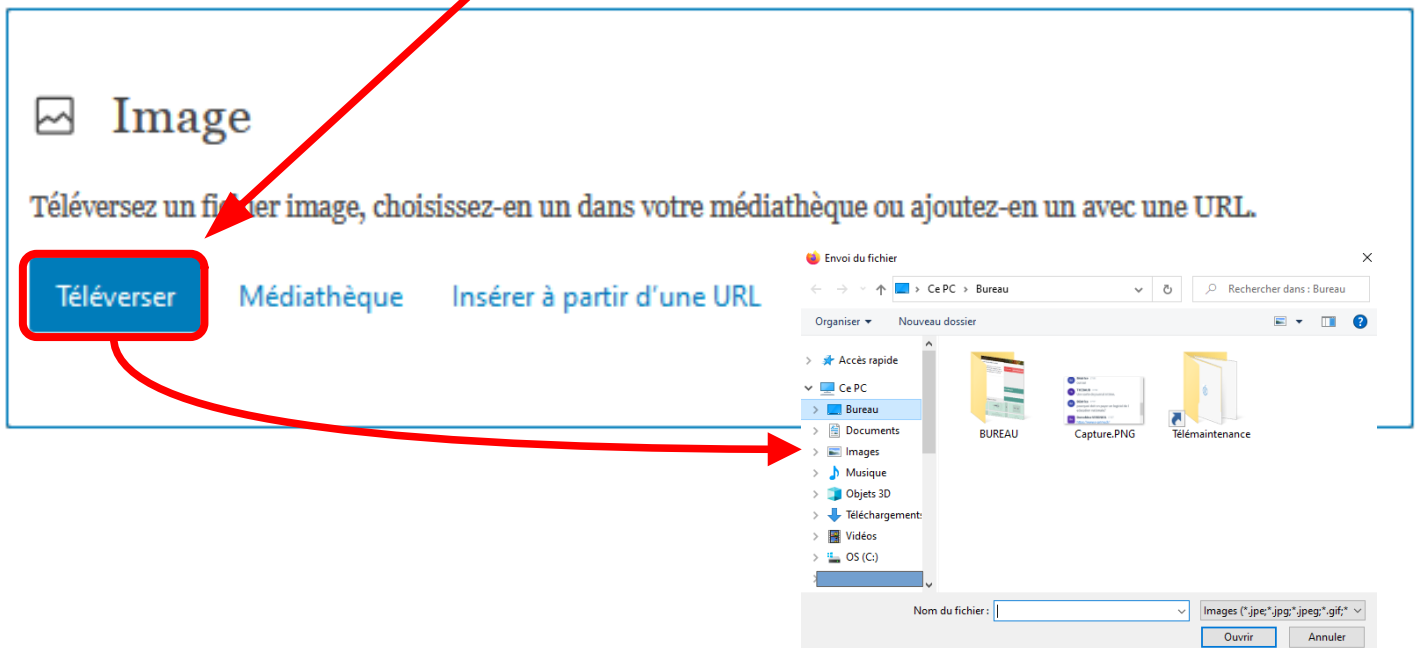 Image
Téléversez un fichier image, choisissez-en un dans votre médiathèque ou ajoutez-en un avec une URL.
Téléverser
Médiathèque
Insérer à partir d'une URL
Envoi du fichier
Ce PC > Bureau
Rechercher dans : Bureau
Organiser
Nouveau dossier
Accès rapide
Ce PC
Bureau
Documents
Images
Musique
Objets 3D
Téléchargements
Vidéos
OS (C:)
BUREAU
Capture.PNG
Télémaintenance
Nom du fichier :
Images (*.jpe;*.jpg;*.jpeg;*.gif;*
Ouvrir
Annuler